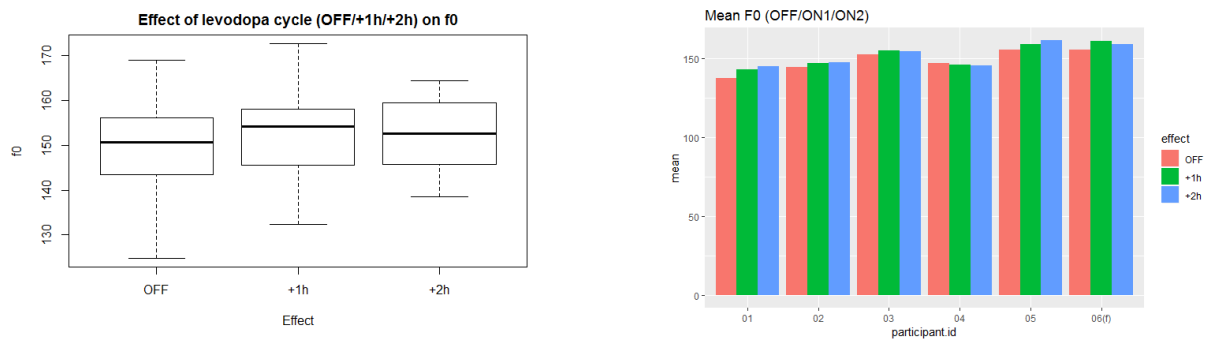 Effect of levodopa cycle (OFF/+1h/+2h) on f0
f0
170
160
150
140
130
OFF +1h +2h
Effect
Mean F0 (OFF/ON1/ON2)
mean
150
100
50
0
01 02 03 04 05 06(f)
participant.id
effect
OFF
+1h
+2h